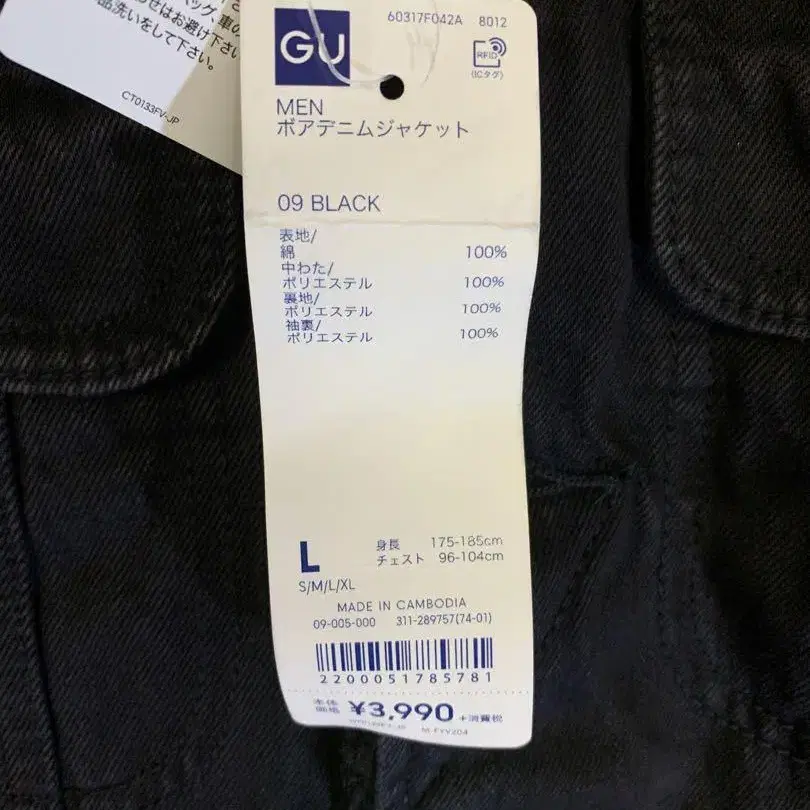 洗いをして下さい。
CT0133FV-JP
GU
60317F042A 8012
RFID
(ICタグ)
MEN
ボアデニムジャケット
09 BLACK
表地/
綿 100%
中わた/
ポリエステル 100%
裏地/
ポリエステル 100%
袖裏/
ポリエステル 100%
L
身長 175-185cm
チェスト 96-104cm
S/M/L/XL
MADE IN CAMBODIA
09-005-000 311-289757(74-01)
2200051785781
本体
価格 ¥3,990 +消費税